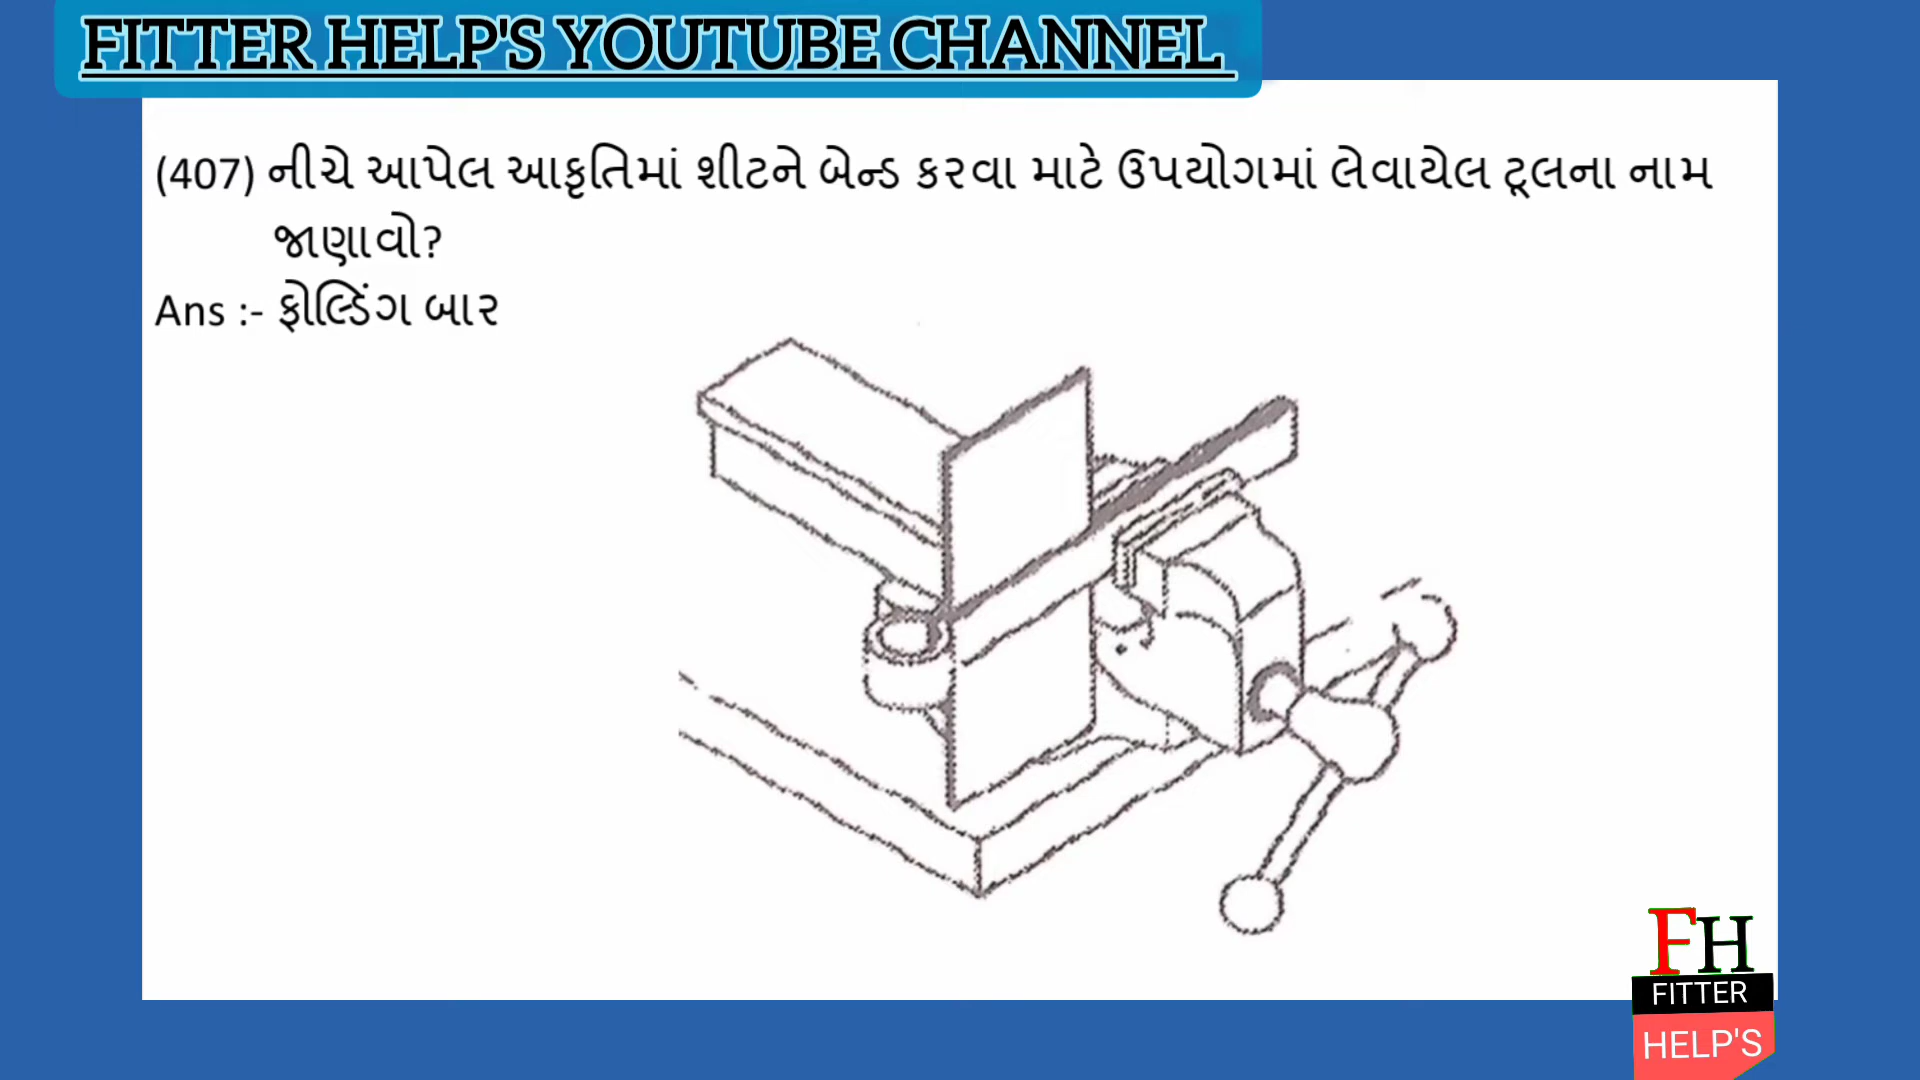 FITTER HELP'S YOUTUBE CHANNEL
(407) નીચે આપેલ આકૃતિમાં શીટને બેન્ડ કરવા માટે ઉપયોગમાં લેવાયેલ ટૂલના નામ
જાણાવો?
Ans :- ફોલ્ડિંગ બાર
FH
FITTER
HELP'S